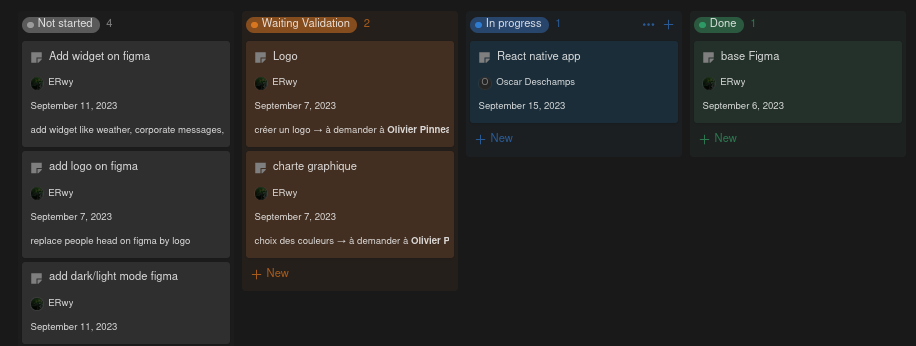 Not started 4
Add widget on figma
ERwy
September 11, 2023
add widget like weather, corporate messages,
add logo on figma
ERwy
September 7, 2023
replace people head on figma by logo
add dark/light mode figma
ERwy
September 11, 2023
Waiting Validation 2
Logo
ERwy
September 7, 2023
créer un logo → à demander à Olivier Pinnea
charte graphique
ERwy
September 7, 2023
choix des couleurs → à demander à Olivier P
+ New
In progress 1 ··· +
React native app
O Oscar Deschamps
September 15, 2023
+ New
Done 1
base Figma
ERwy
September 6, 2023
+ New